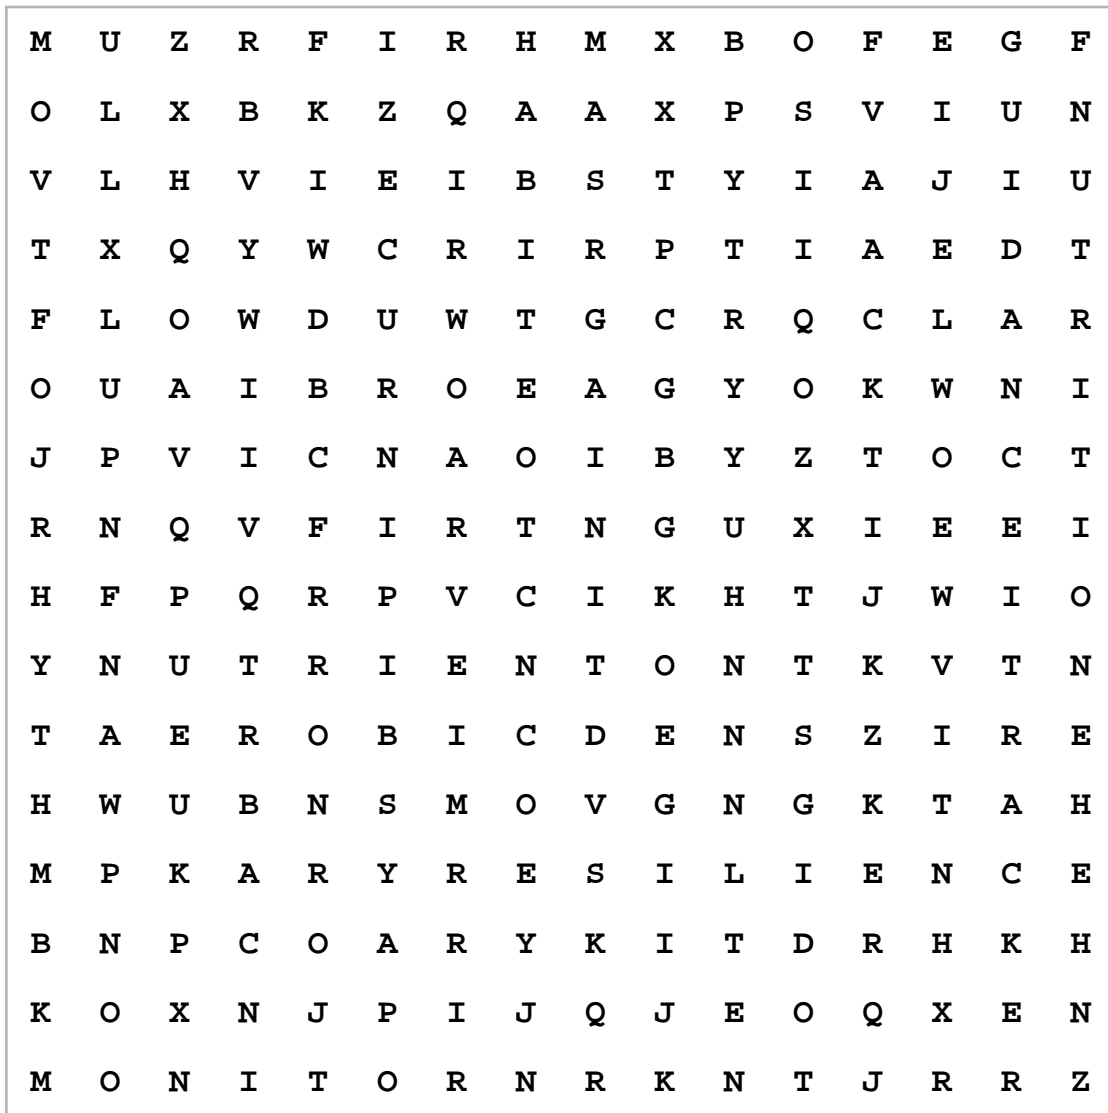 M U Z R F I R H M X B O F E G F
O L X B K Z Q A A X P S V I U N
V L H V I E I B S T Y I A J I U
T X Q Y W C R I R P T I A E D T
F L O W D U W T G C R Q C L A R
O U A I B R O E A G Y O K W N I
J P V I C N A O I B Y Z T O C T
R N Q V F I R T N G U X I E E I
H F P Q R P V C I K H T J W I O
Y N U T R I E N T O N T K V T N
T A E R O B I C D E N S Z I R E
H W U B N S M O V G N G K T A H
M P K A R Y R E S I L I E N C E
B N P C O A R Y K I T D R H K H
K O X N J P I J Q J E O Q X E N
M O N I T O R N R K N T J R R Z